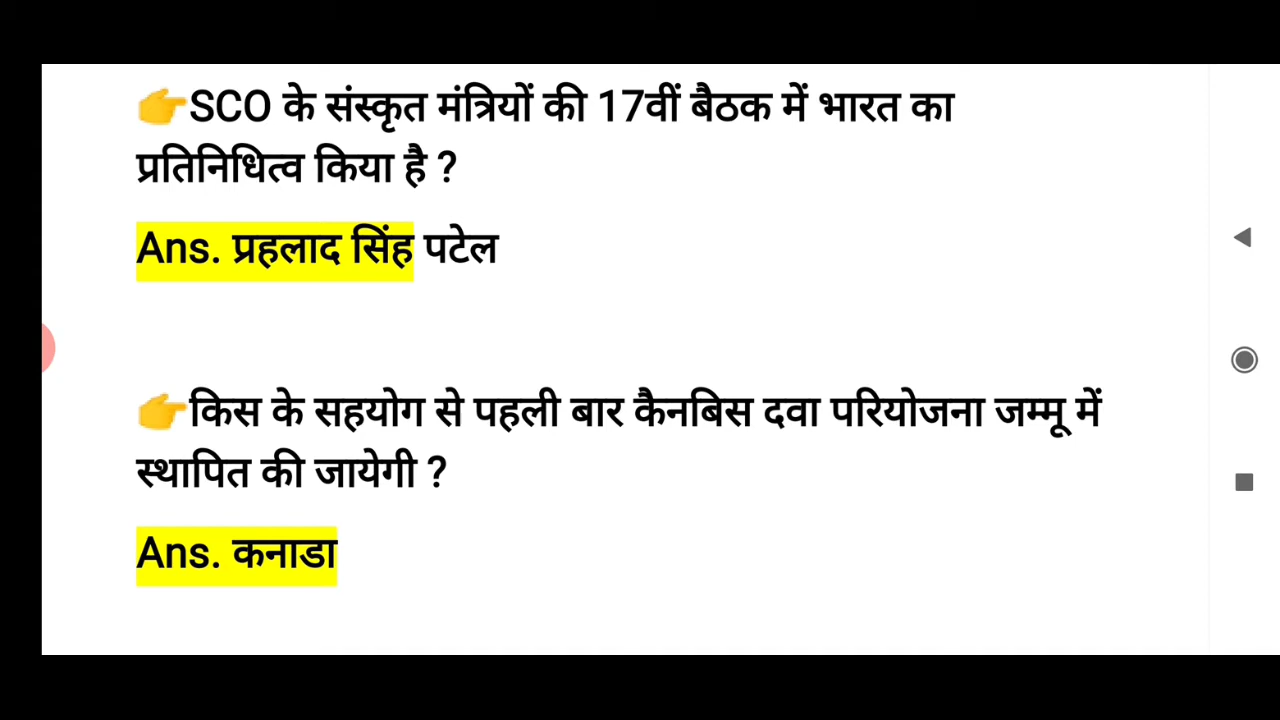 👉SCO के संस्कृत मंत्रियों की 17वीं बैठक में भारत का
प्रतिनिधित्व किया है ?
Ans. प्रहलाद सिंह पटेल
👉किस के सहयोग से पहली बार कैनबिस दवा परियोजना जम्मू में
स्थापित की जायेगी ?
Ans. कनाडा